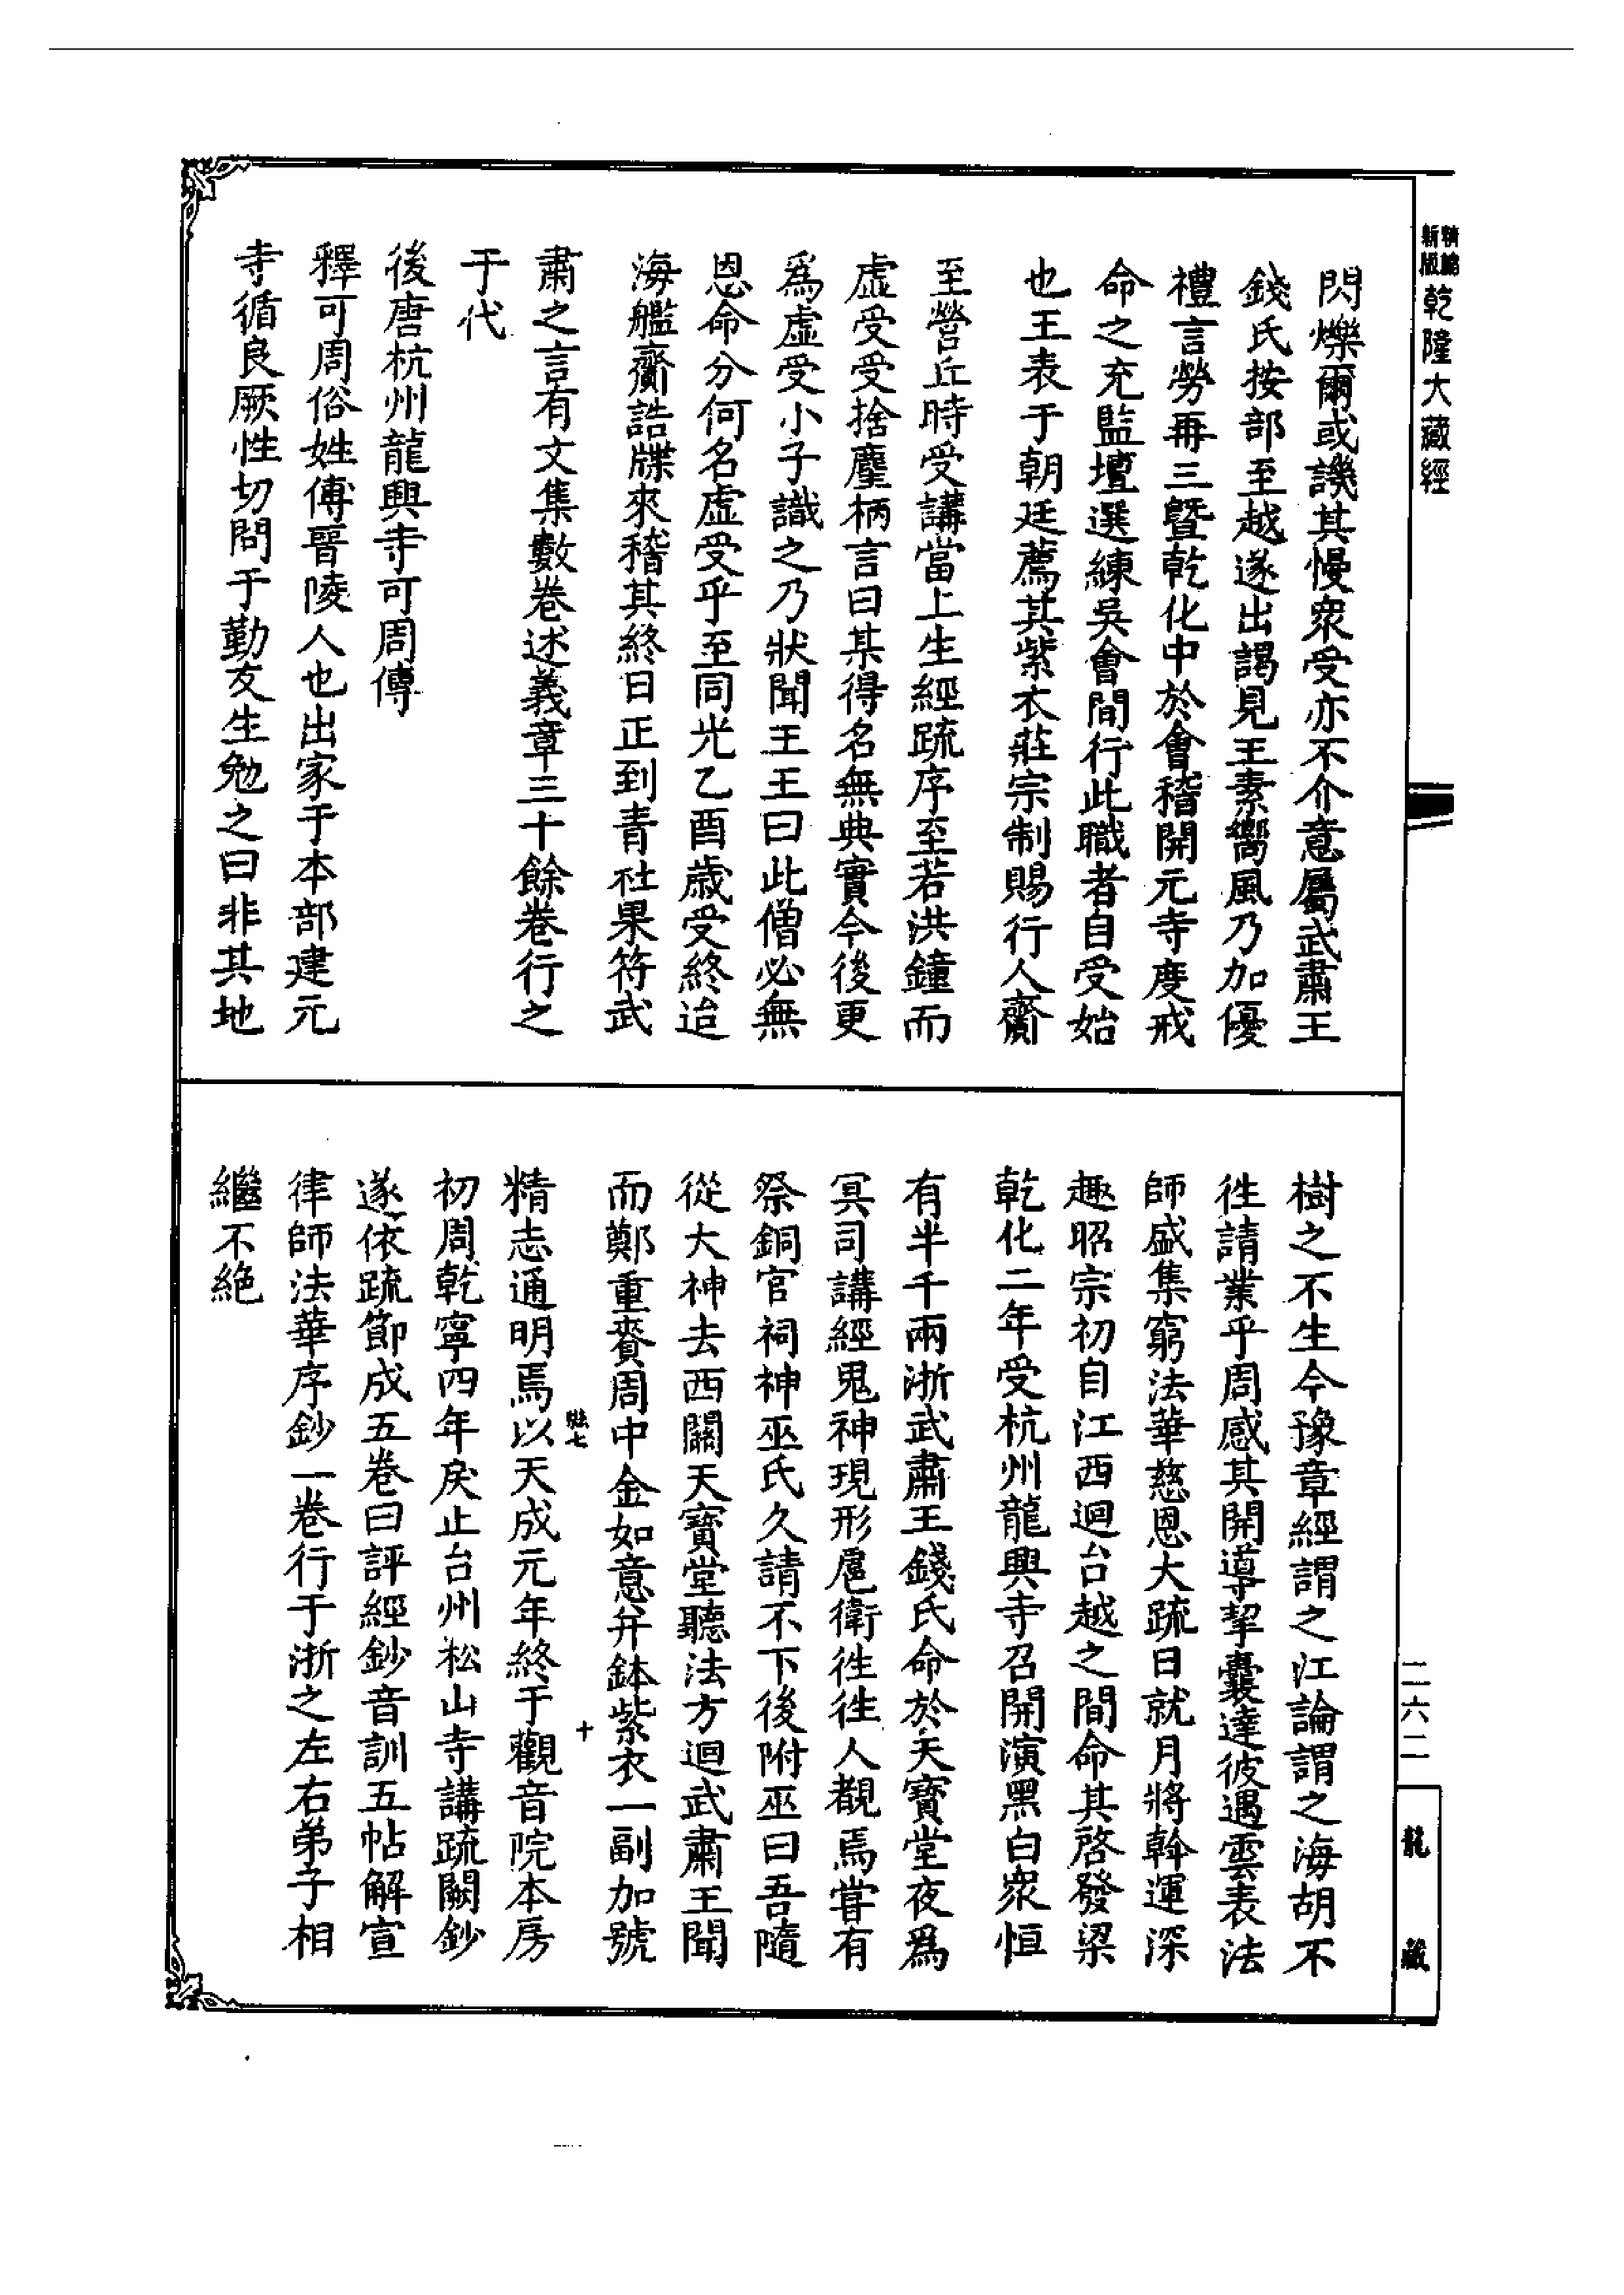 精編
新版
乾隆大藏經
閃爍爾或譏其慢衆受亦不介意屬武肅王
錢氏按部至越遂出謁見王素嚮風乃加優
禮言勞再三暨乾化中於會稽開元寺度戒
命之充監壇選練吳會間行此職者自受始
也王表于朝廷薦其紫衣莊宗制賜行人齎
至營丘時受講當上生經疏序至若洪鐘而
虛受受捨麈柄言曰某得名無典實今後更
爲虛受小子識之乃狀聞王王曰此僧必無
恩命分何名虛受乎至同光乙酉歲受終迨
海艦齎誥牒來稽其終日正到青社果符武
肅之言有文集數卷述義章三十餘卷行之
于代
後唐杭州龍興寺可周傳
釋可周俗姓傅晉陵人也出家于本部建元
寺循良厥性切問于勤友生勉之曰非其地
樹之不生今豫章經謂之江論謂之海胡不
徃請業乎周感其開導挈囊達彼遇雲表法
師盛集窮法華慈恩大疏日就月將幹運深
趣昭宗初自江西迴台越之間命其啓發梁
乾化二年受杭州龍興寺召開演黑白衆恒
有半千兩浙武肅王錢氏命於天寶堂夜爲
冥司講經鬼神現形扈衛徃徃人覩焉甞有
祭銅官祠神巫氏久請不下後附巫曰吾隨
從大神去西關天寶堂聽法方迴武肅王聞
而鄭重賚周中金如意并鉢紫衣一副加號
十
精志通明焉以天成元年終于觀音院本房
初周乾寧四年戾止台州松山寺講疏闕鈔
遂依疏節成五卷曰評經鈔音訓五帖解宣
律師法華序鈔一卷行于浙之左右弟子相
繼不絕
二六二
龍藏